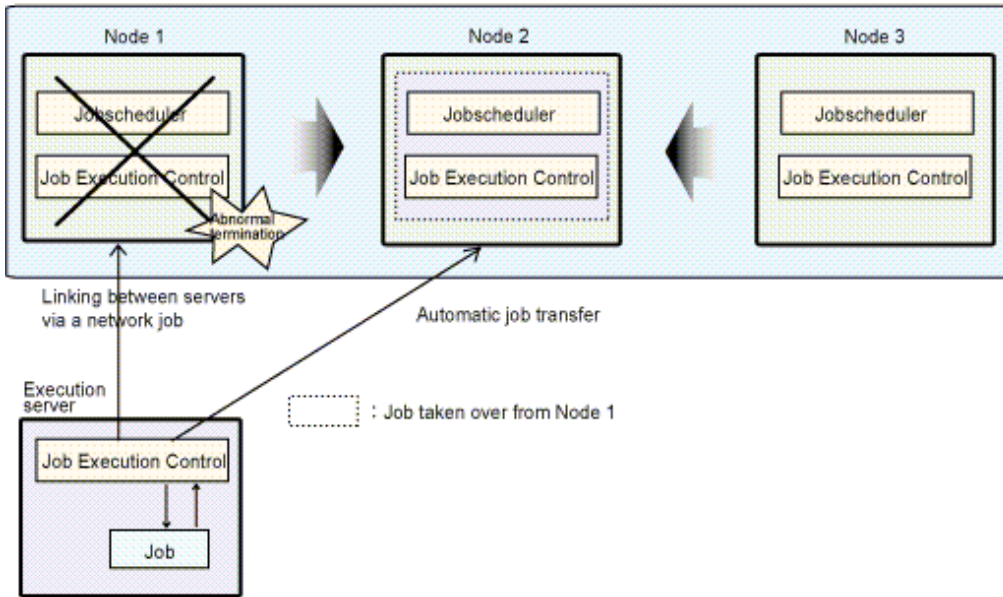 Node 1
Node 2
Node 3
Jobscheduler
Job Execution Control
Abnormal
termination
Jobscheduler
Job Execution Control
Jobscheduler
Job Execution Control
Linking between servers
via a network job
Automatic job transfer
Execution
server
: Job taken over from Node 1
Job Execution Control
Job